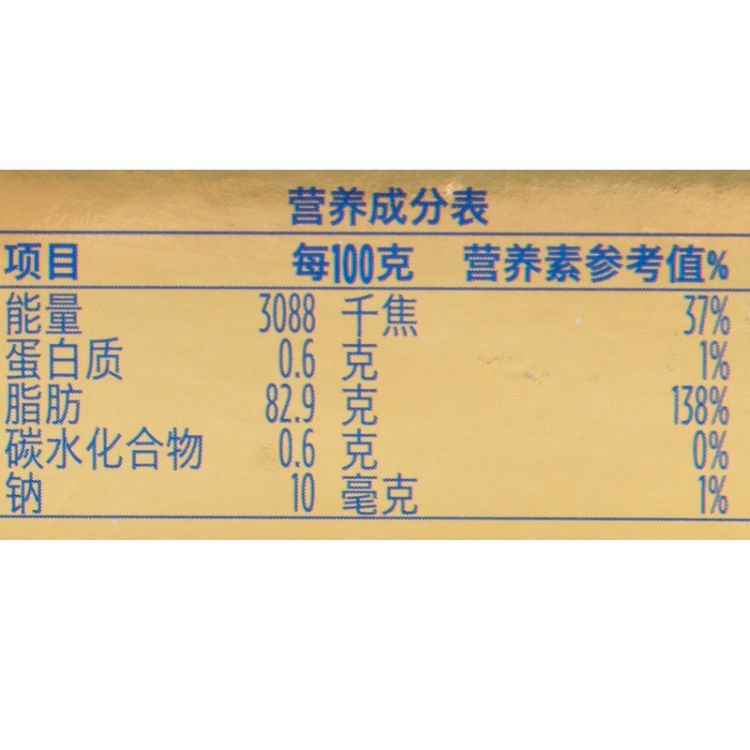 营养成分表
项目 每100克 营养素参考值%
能量 3088 千焦 37%
蛋白质 0.6 克 1%
脂肪 82.9 克 138%
碳水化合物 0.6 克 0%
钠 10 毫克 1%